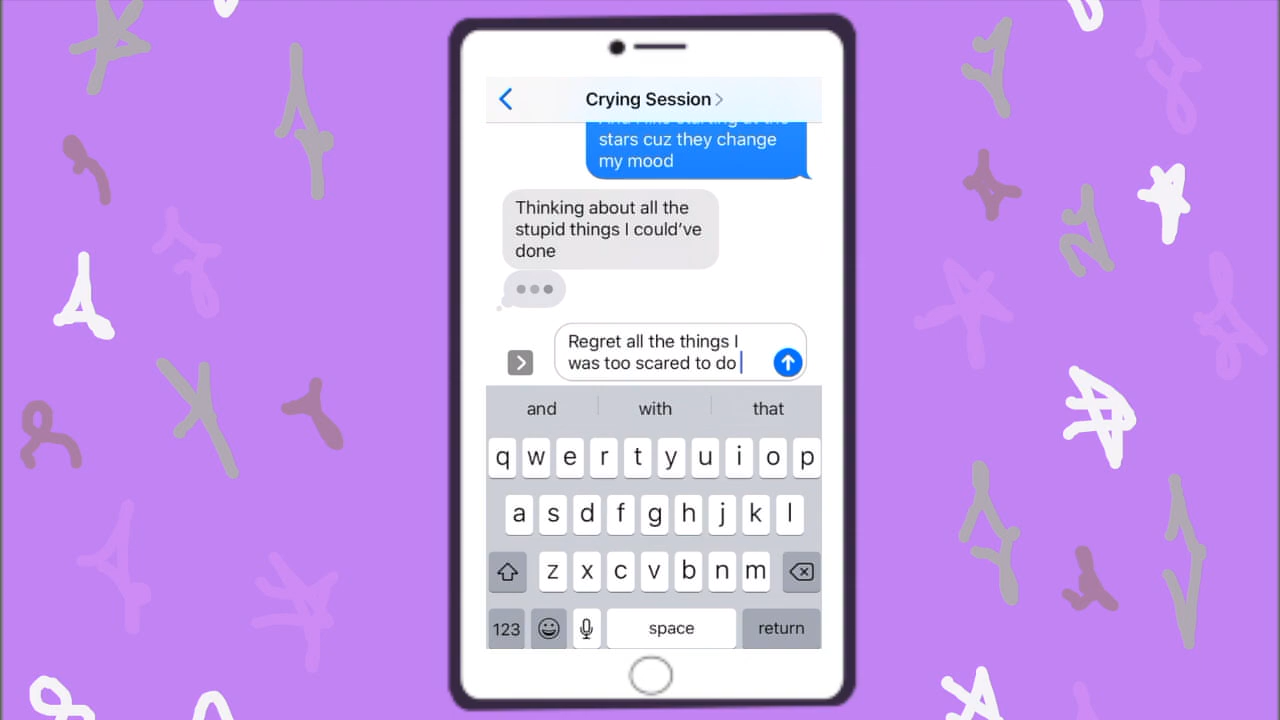 Crying Session
stars cuz they change
my mood
Thinking about all the
stupid things I could've
done
Regret all the things I
was too scared to do
and with that
q w e r t y u i o p
a s d f g h j k l
z x c v b n m
123 space return